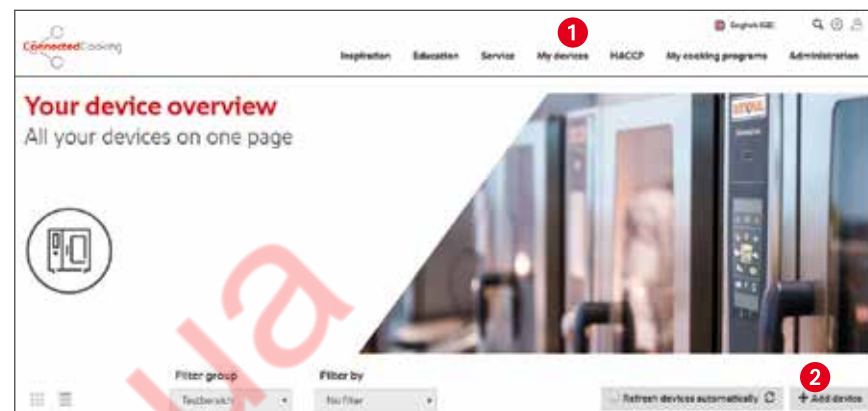 1
English (GB)
ConnectedCooking
Inspiration Education Service My devices HACCP My cooking programs Administration
Your device overview
All your devices on one page
Filter group Filter by
2
No filter Refresh devices automatically + Add device
ua